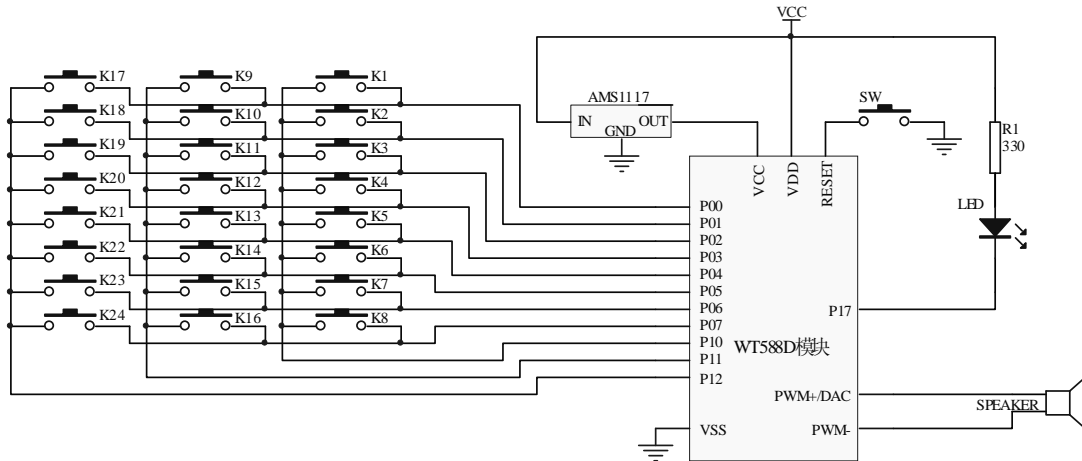 VCC
K17 K9 K1
AMS1117
SW
IN OUT
GND
K18 K10 K2
R1
330
K19 K11 K3
K20 K12 K4
VCC
VDD
RESET
LED
K21 K13 K5
K22 K14 K6
K23 K15 K7
K24 K16 K8
P00
P01
P02
P03
P04
P05
P06
P07
P10
P11
P12
P17
WT588D模块
PWM+/DAC
SPEAKER
VSS
PWM-